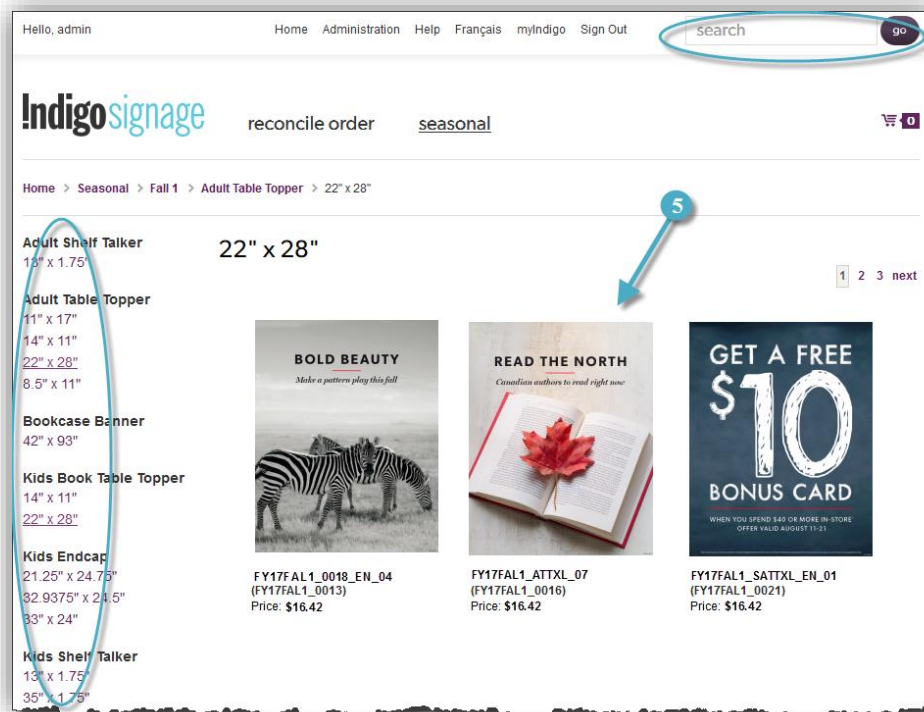 Hello, admin
Home Administration Help Français myIndigo Sign Out
search
go
!ndigosignage
reconcile order seasonal
0
Home > Seasonal > Fall 1 > Adult Table Topper > 22" x 28"
Adult Shelf Talker
13" x 1.75"
Adult Table Topper
11" x 17"
14" x 11"
22" x 28"
8.5" x 11"
Bookcase Banner
42" x 93"
Kids Book Table Topper
14" x 11"
22" x 28"
Kids Endcap
21.25" x 24.75"
32.9375" x 24.5"
33" x 24"
Kids Shelf Talker
13" x 1.75"
35" x 1.75"
22" x 28"
5
1 2 3 next
BOLD BEAUTY
Make a pattern play this fall
FY17FAL1_0018_EN_04
(FY17FAL1_0013)
Price: $16.42
READ THE NORTH
Canadian authors to read right now
FY17FAL1_ATTXL_07
(FY17FAL1_0016)
Price: $16.42
GET A FREE
$10
BONUS CARD
WHEN YOU SPEND $40 OR MORE IN-STORE
OFFER VALID AUGUST 11-21
FY17FAL1_SATTXL_EN_01
(FY17FAL1_0021)
Price: $16.42